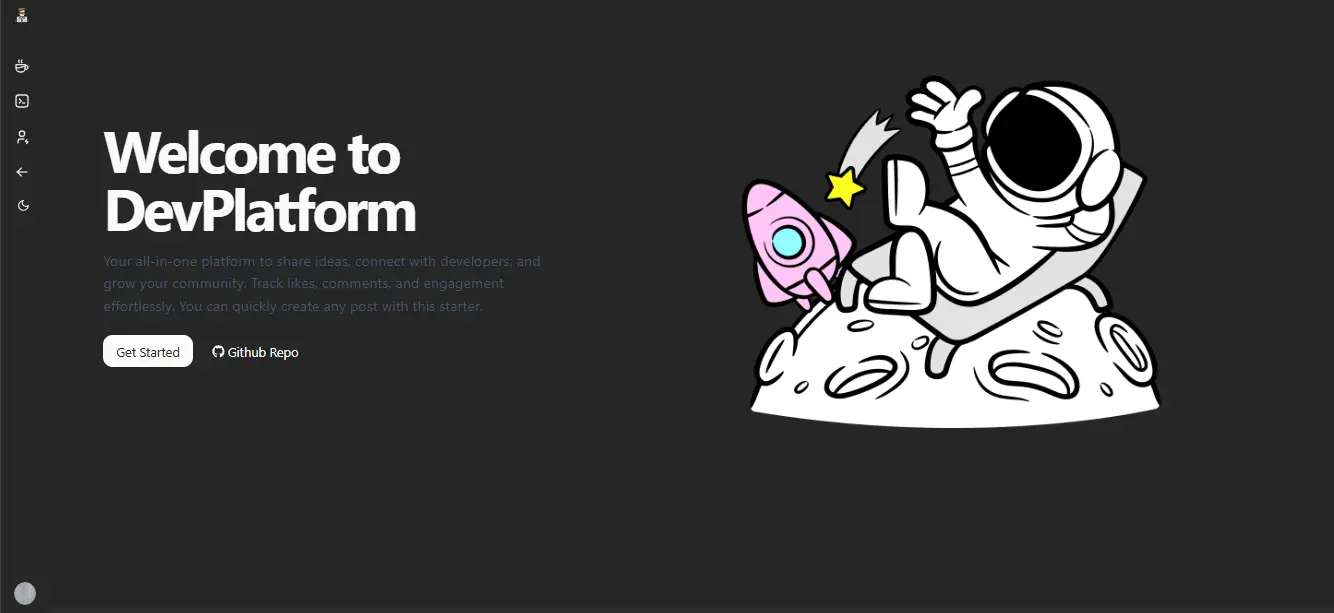 Welcome to
DevPlatform
Your all-in-one platform to share ideas, connect with developers, and
grow your community. Track likes, comments, and engagement
effortlessly. You can quickly create any post with this starter.
Get Started
Github Repo